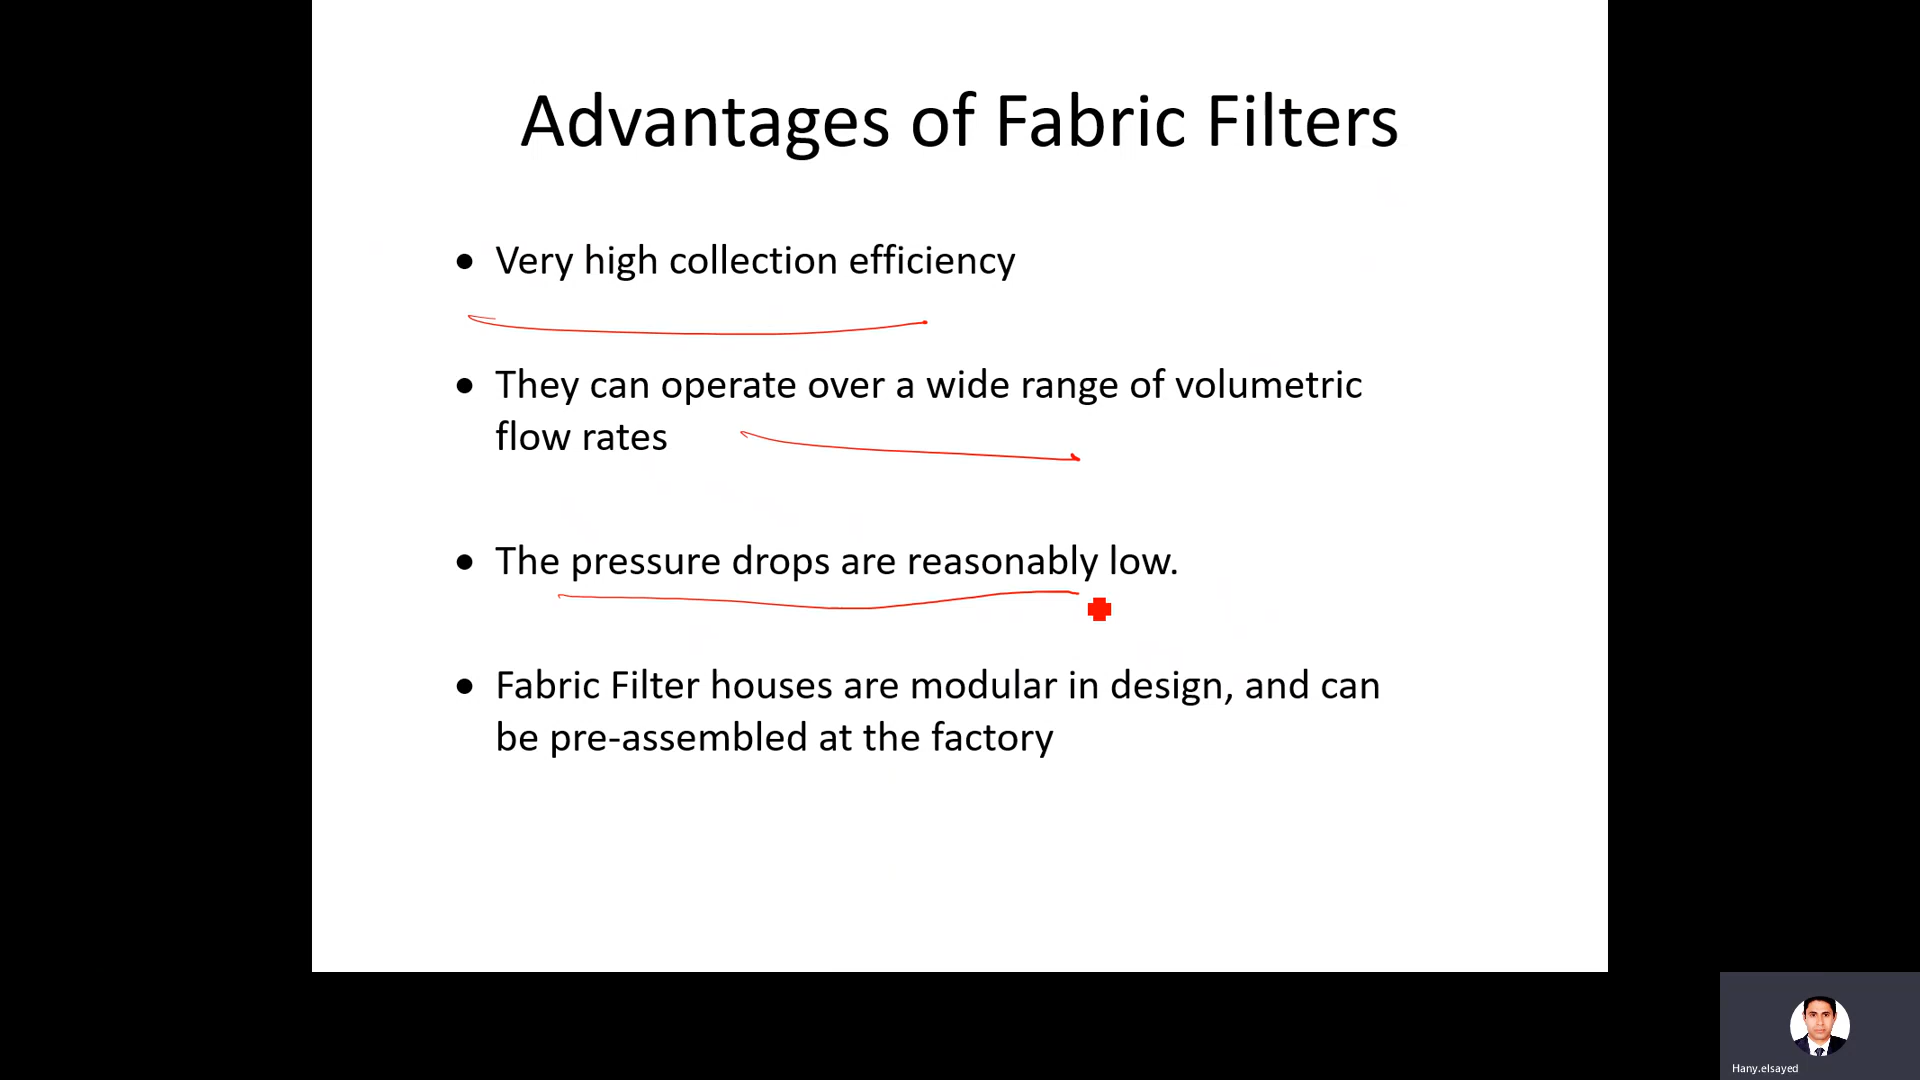 Advantages of Fabric Filters
• Very high collection efficiency
• They can operate over a wide range of volumetric
flow rates
• The pressure drops are reasonably low.
• Fabric Filter houses are modular in design, and can
be pre-assembled at the factory
Hany.elsayed